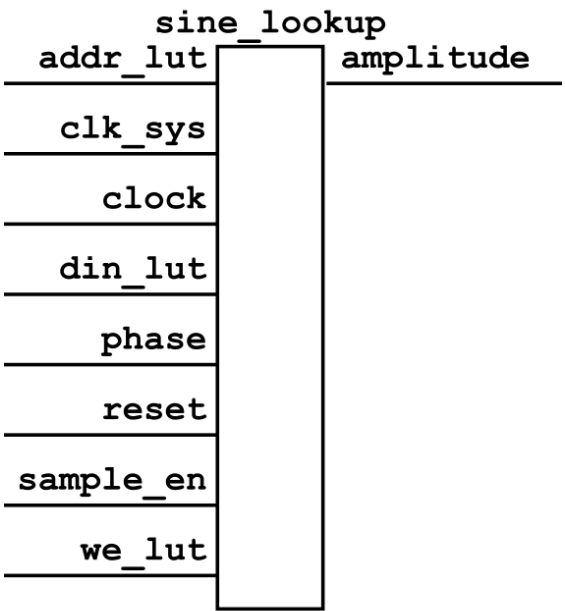 sine_lookup
addr_lut amplitude
clk_sys
clock
din_lut
phase
reset
sample_en
we_lut